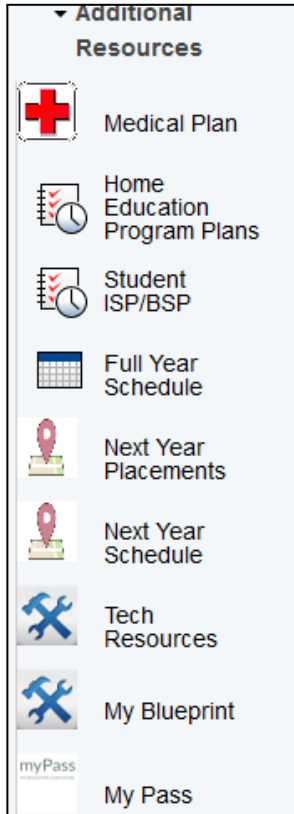 Additional
Resources
Medical Plan
Home
Education
Program Plans
Student
ISP/BSP
Full Year
Schedule
Next Year
Placements
Next Year
Schedule
Tech
Resources
My Blueprint
myPass
My Pass